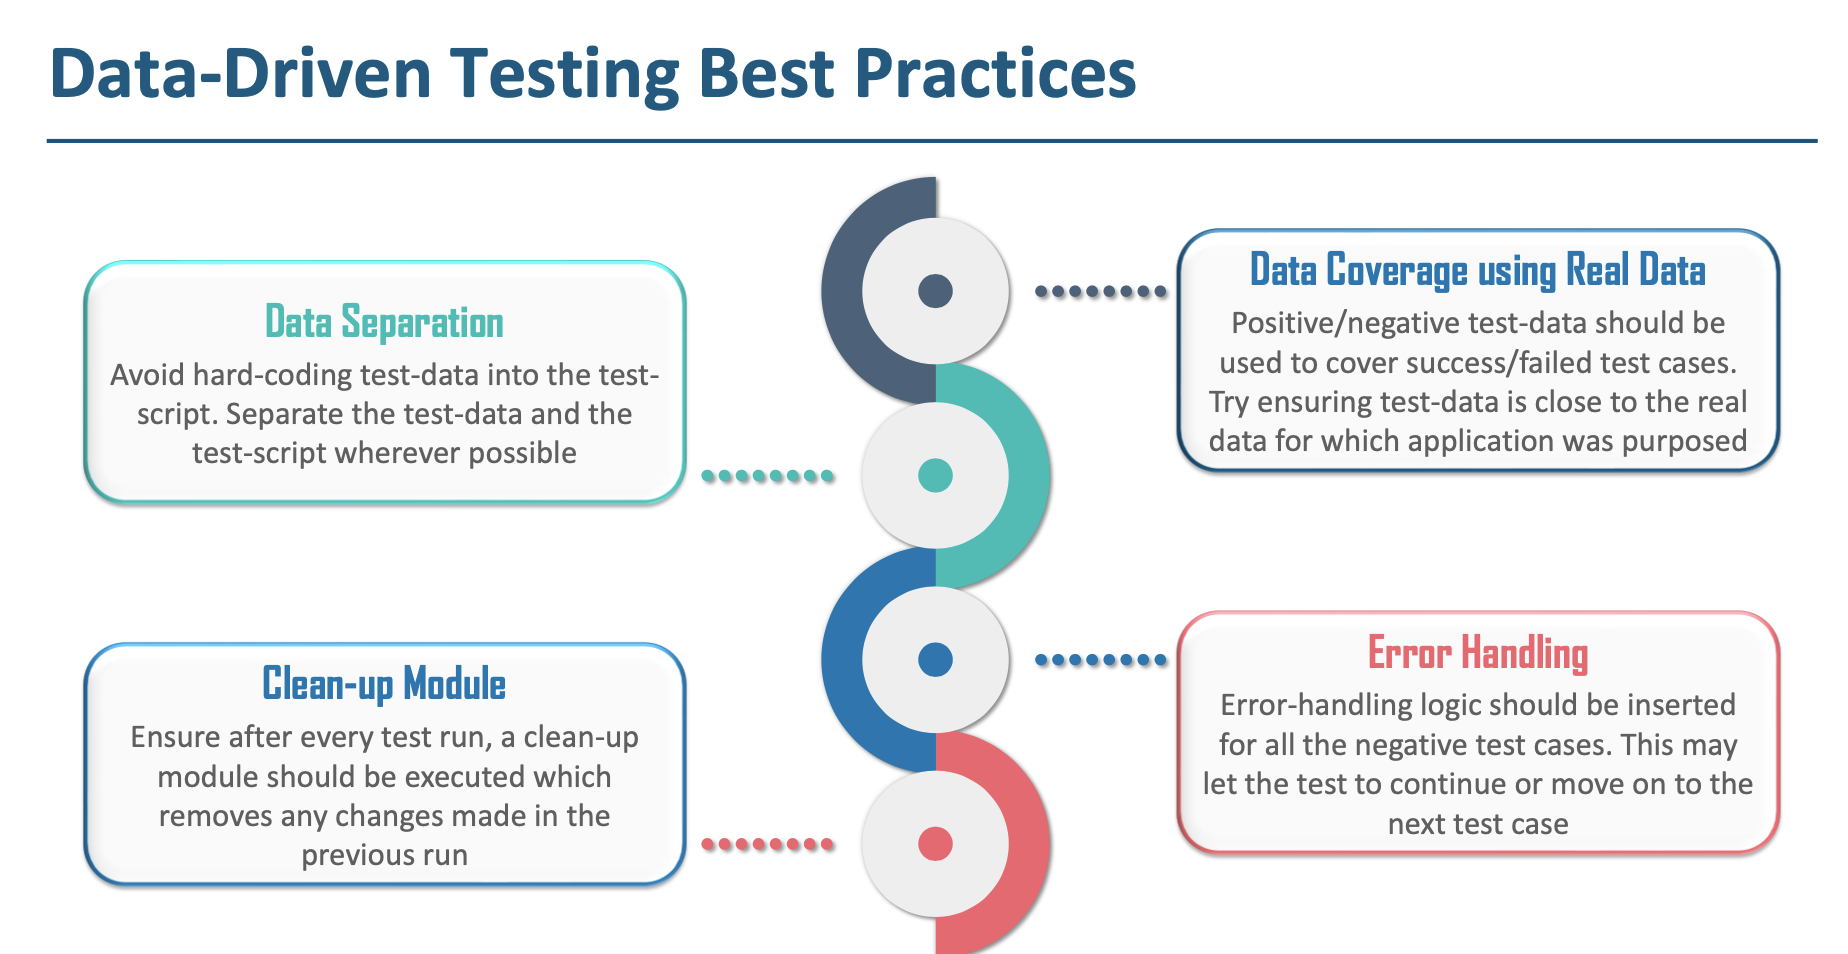 Data-Driven Testing Best Practices
Data Separation
Avoid hard-coding test-data into the test-
script. Separate the test-data and the
test-script wherever possible
Data Coverage using Real Data
Positive/negative test-data should be
used to cover success/failed test cases.
Try ensuring test-data is close to the real
data for which application was purposed
Clean-up Module
Ensure after every test run, a clean-up
module should be executed which
removes any changes made in the
previous run
Error Handling
Error-handling logic should be inserted
for all the negative test cases. This may
let the test to continue or move on to the
next test case